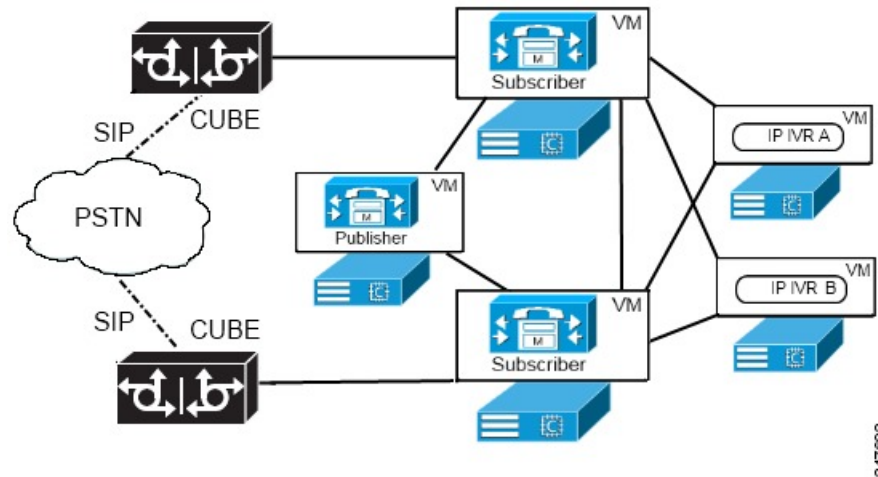 VM
Subscriber
C
M
SIP
CUBE
VM
IP IVR A
C
PSTN
VM
M
Publisher
C
VM
IP IVR B
C
SIP
CUBE
VM
M
Subscriber
C